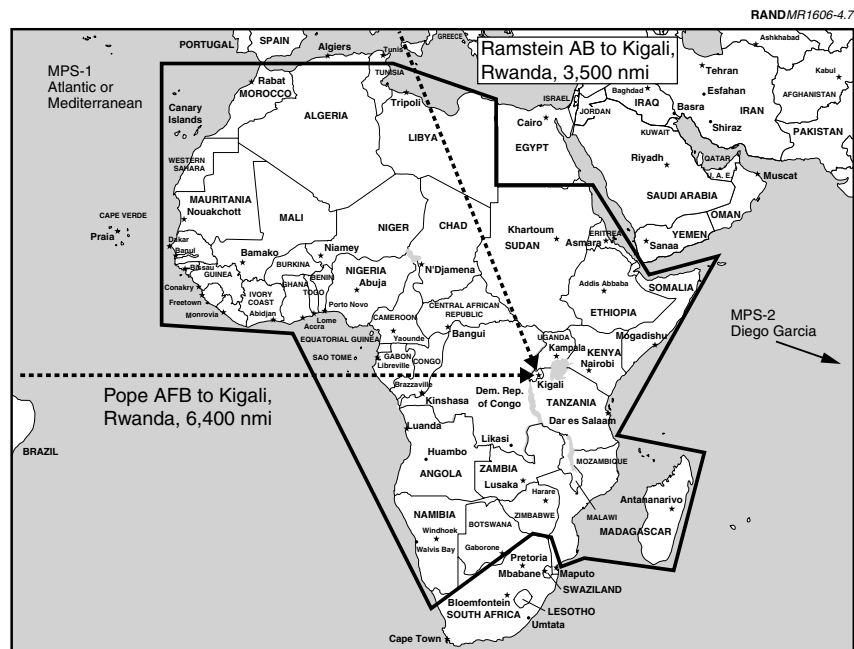 RANDMR1606-4.7
MPS-1
Atlantic or
Mediterranean
Ramstein AB to Kigali,
Rwanda, 3,500 nmi
Pope AFB to Kigali,
Rwanda, 6,400 nmi
MPS-2
Diego Garcia
PORTUGAL
SPAIN
Algiers
Tunis
GREECE
Ashkhabad
TUNISIA
Rabat
MOROCCO
Tripoli
Canary
Islands
ALGERIA
LIBYA
Cairo
EGYPT
ISRAEL
JORDAN
Baghdad
IRAQ
Tehran
Esfahan
IRAN
Basra
Shiraz
KUWAIT
Kabul
AFGHANISTAN
PAKISTAN
Riyadh
QATAR
U. A. E.
Muscat
SAUDI ARABIA
OMAN
YEMEN
Sanaa
WESTERN
SAHARA
MAURITANIA
Nouakchott
CAPE VERDE
Praia
MALI
NIGER
CHAD
Khartoum
SUDAN
ERITREA
Asmara
Dakar
Banul
Bissau
GUINEA
Conakry
Freetown
Monrovia
Bamako
BURKINA
Niamey
BENIN
GHANA
TOGO
IVORY
COAST
Abidjan
Accra
Lome
Porto Novo
NIGERIA
Abuja
N'Djamena
CAMEROON
Yaounde
CENTRAL AFRICAN
REPUBLIC
Bangui
Addis Abbaba
ETHIOPIA
SOMALIA
Mogadishu
EQUATORIAL GUINEA
SAO TOME
GABON
Libreville
CONGO
Brazzaville
Kinshasa
UGANDA
Kampala
KENYA
Nairobi
Kigali
Dem. Rep.
of Congo
TANZANIA
Dar es Salaam
BRAZIL
Luanda
Huambo
ANGOLA
Likasi
ZAMBIA
Lusaka
MOZAMBIQUE
Harare
ZIMBABWE
MALAWI
Antananarivo
MADAGASCAR
NAMIBIA
Windhoek
Walvis Bay
BOTSWANA
Gaborone
Pretoria
Mbabane
Maputo
SWAZILAND
Bloemfontein
SOUTH AFRICA
LESOTHO
Umtata
Cape Town